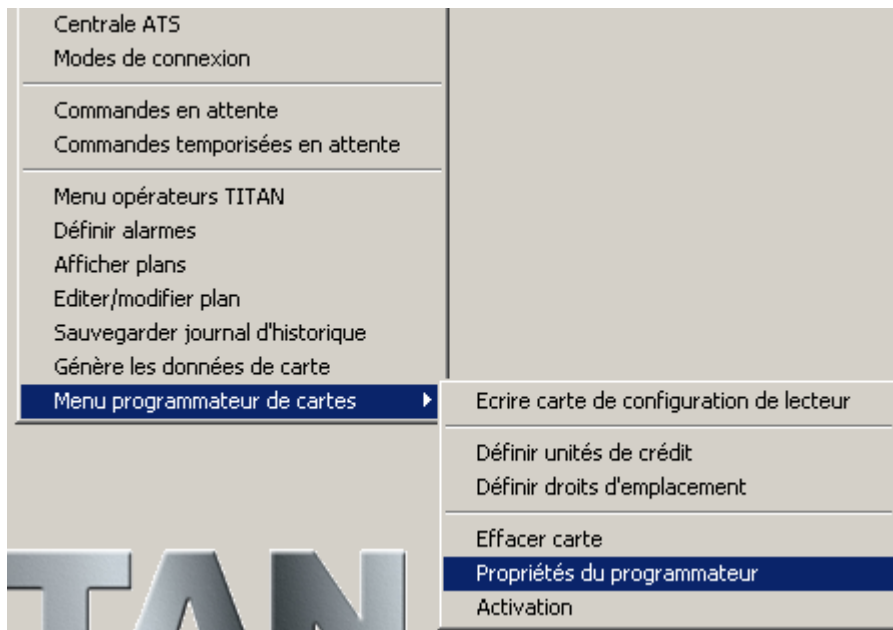 Centrale ATS
Modes de connexion
Commandes en attente
Commandes temporisées en attente
Menu opérateurs TITAN
Définir alarmes
Afficher plans
Editer/modifier plan
Sauvegarder journal d'historique
Génère les données de carte
Menu programmateur de cartes
Ecrire carte de configuration de lecteur
Définir unités de crédit
Définir droits d'emplacement
Effacer carte
Propriétés du programmateur
Activation
TAN